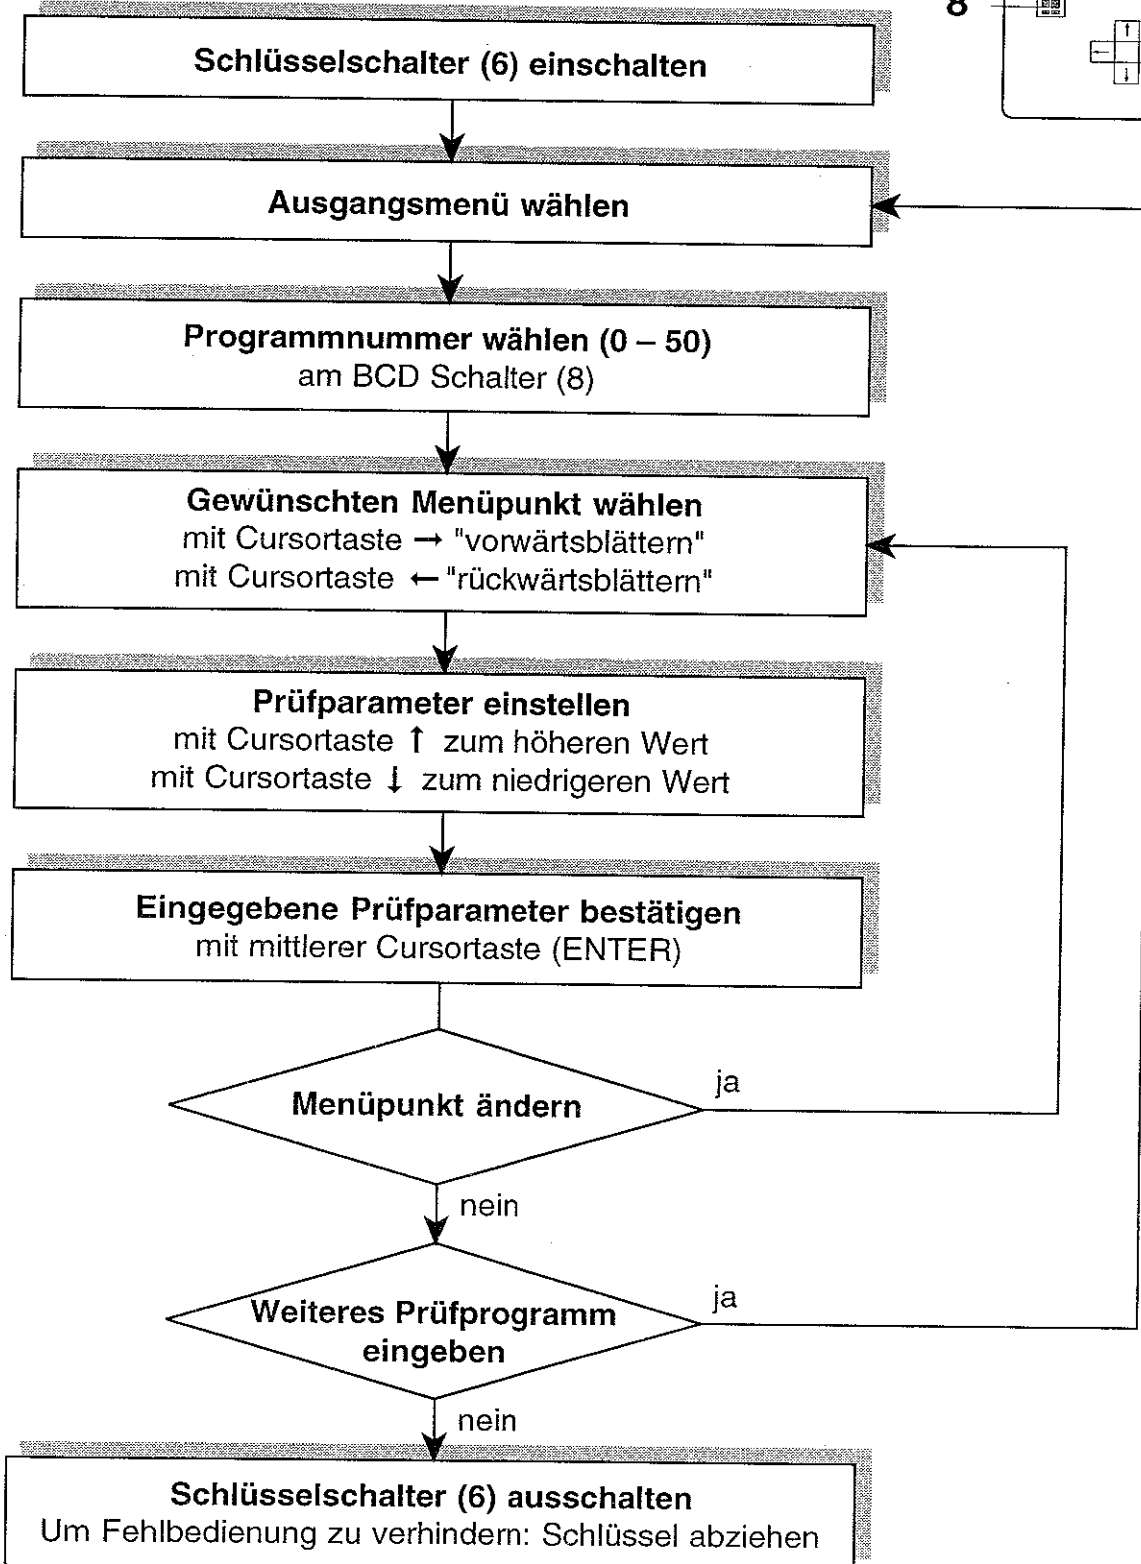 8
Schlüsselschalter (6) einschalten
Ausgangsmenü wählen
Programmnummer wählen (0 – 50)
am BCD Schalter (8)
Gewünschten Menüpunkt wählen
mit Cursortaste → "vorwärtsblättern"
mit Cursortaste ← "rückwärtsblättern"
Prüfparameter einstellen
mit Cursortaste ↑ zum höheren Wert
mit Cursortaste ↓ zum niedrigeren Wert
Eingegebene Prüfparameter bestätigen
mit mittlerer Cursortaste (ENTER)
Menüpunkt ändern
ja
nein
Weiteres Prüfprogramm
eingeben
ja
nein
Schlüsselschalter (6) ausschalten
Um Fehlbedienung zu verhindern: Schlüssel abziehen